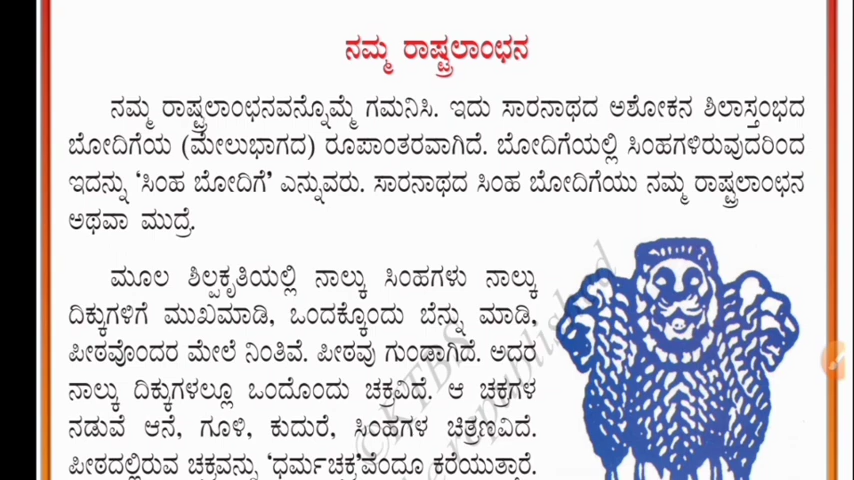 ನಮ್ಮ ರಾಷ್ಟ್ರಲಾಂಛನ
ನಮ್ಮ ರಾಷ್ಟ್ರಲಾಂಛನವನ್ನೊಮ್ಮೆ ಗಮನಿಸಿ. ಇದು ಸಾರನಾಥದ ಅಶೋಕನ ಶಿಲಾಸ್ತಂಭದ
ಬೋದಿಗೆಯ (ಮೇಲುಭಾಗದ) ರೂಪಾಂತರವಾಗಿದೆ. ಬೋದಿಗೆಯಲ್ಲಿ ಸಿಂಹಗಳಿರುವುದರಿಂದ
ಇದನ್ನು ‘ಸಿಂಹ ಬೋದಿಗೆ’ ಎನ್ನುವರು. ಸಾರನಾಥದ ಸಿಂಹ ಬೋದಿಗೆಯು ನಮ್ಮ ರಾಷ್ಟ್ರಲಾಂಛನ
ಅಥವಾ ಮುದ್ರೆ.
ಮೂಲ ಶಿಲ್ಪಕೃತಿಯಲ್ಲಿ ನಾಲ್ಕು ಸಿಂಹಗಳು ನಾಲ್ಕು
ದಿಕ್ಕುಗಳಿಗೆ ಮುಖಮಾಡಿ, ಒಂದಕ್ಕೊಂದು ಬೆನ್ನು ಮಾಡಿ,
ಪೀಠವೊಂದರ ಮೇಲೆ ನಿಂತಿವೆ. ಪೀಠವು ಗುಂಡಾಗಿದೆ. ಅದರ
ನಾಲ್ಕು ದಿಕ್ಕುಗಳಲ್ಲೂ ಒಂದೊಂದು ಚಕ್ರವಿದೆ. ಆ ಚಕ್ರಗಳ
ನಡುವೆ ಆನೆ, ಗೂಳಿ, ಕುದುರೆ, ಸಿಂಹಗಳ ಚಿತ್ರಣವಿದೆ.
ಪೀಠದಲ್ಲಿರುವ ಚಕ್ರವನ್ನು ‘ಧರ್ಮಚಕ್ರ’ವೆಂದೂ ಕರೆಯುತ್ತಾರೆ.
©KTBS
republished